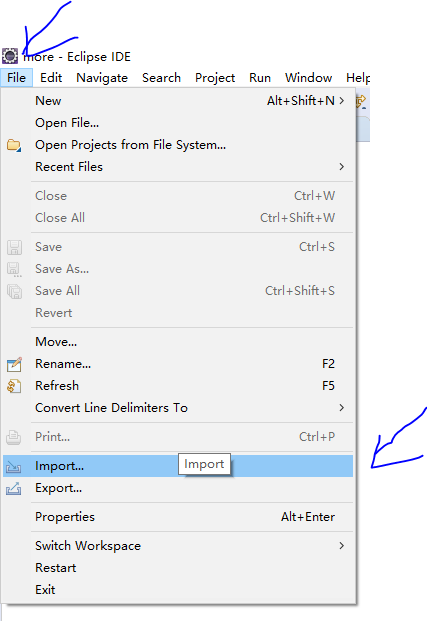 more - Eclipse IDE
File Edit Navigate Search Project Run Window Help
New Alt+Shift+N >
Open File...
Open Projects from File System...
Recent Files >
Close Ctrl+W
Close All Ctrl+Shift+W
Save Ctrl+S
Save As...
Save All Ctrl+Shift+S
Revert
Move...
Rename... F2
Refresh F5
Convert Line Delimiters To >
Print... Ctrl+P
Import... Import
Export...
Properties Alt+Enter
Switch Workspace >
Restart
Exit